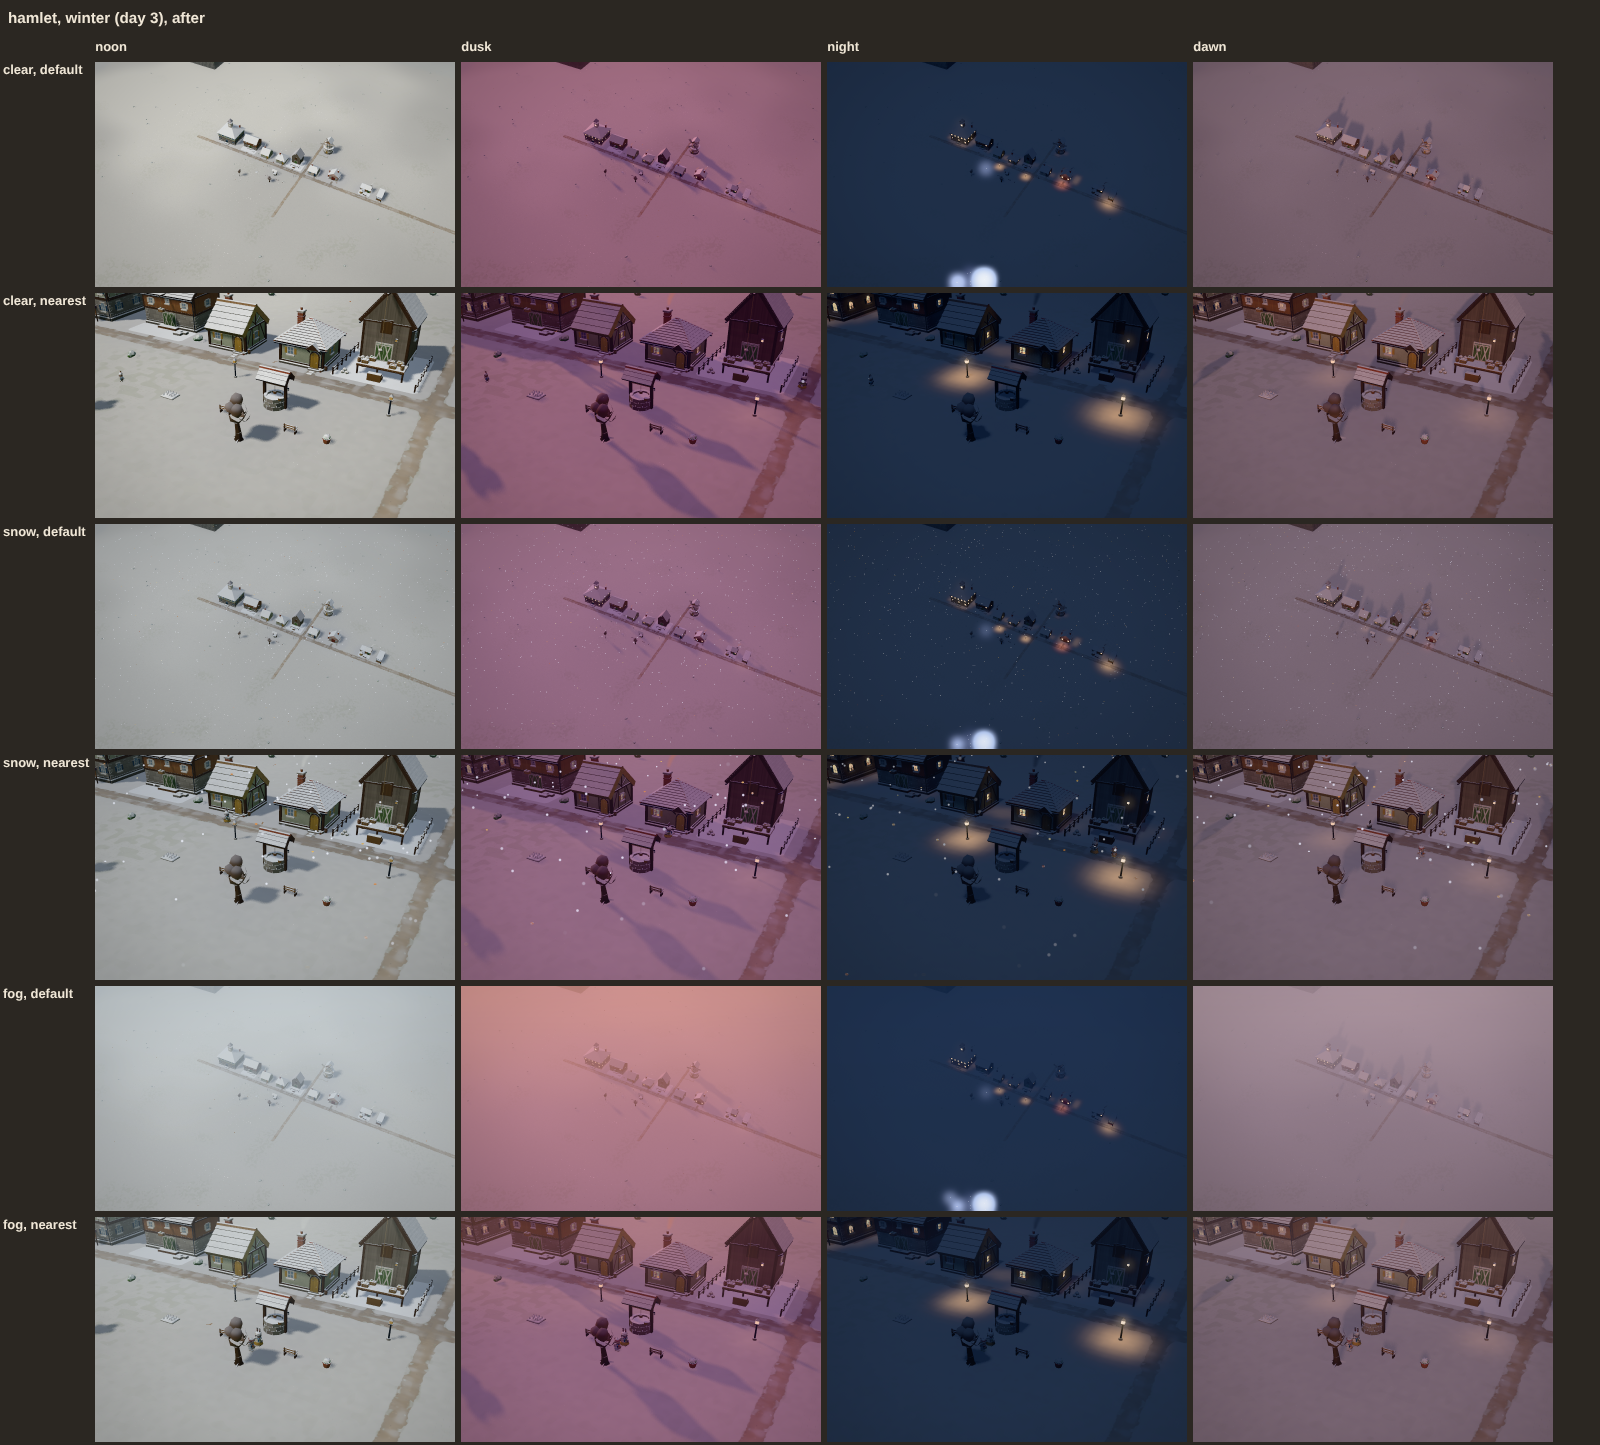 hamlet, winter (day 3), after
noon dusk night dawn
clear, default
clear, nearest
snow, default
snow, nearest
fog, default
fog, nearest